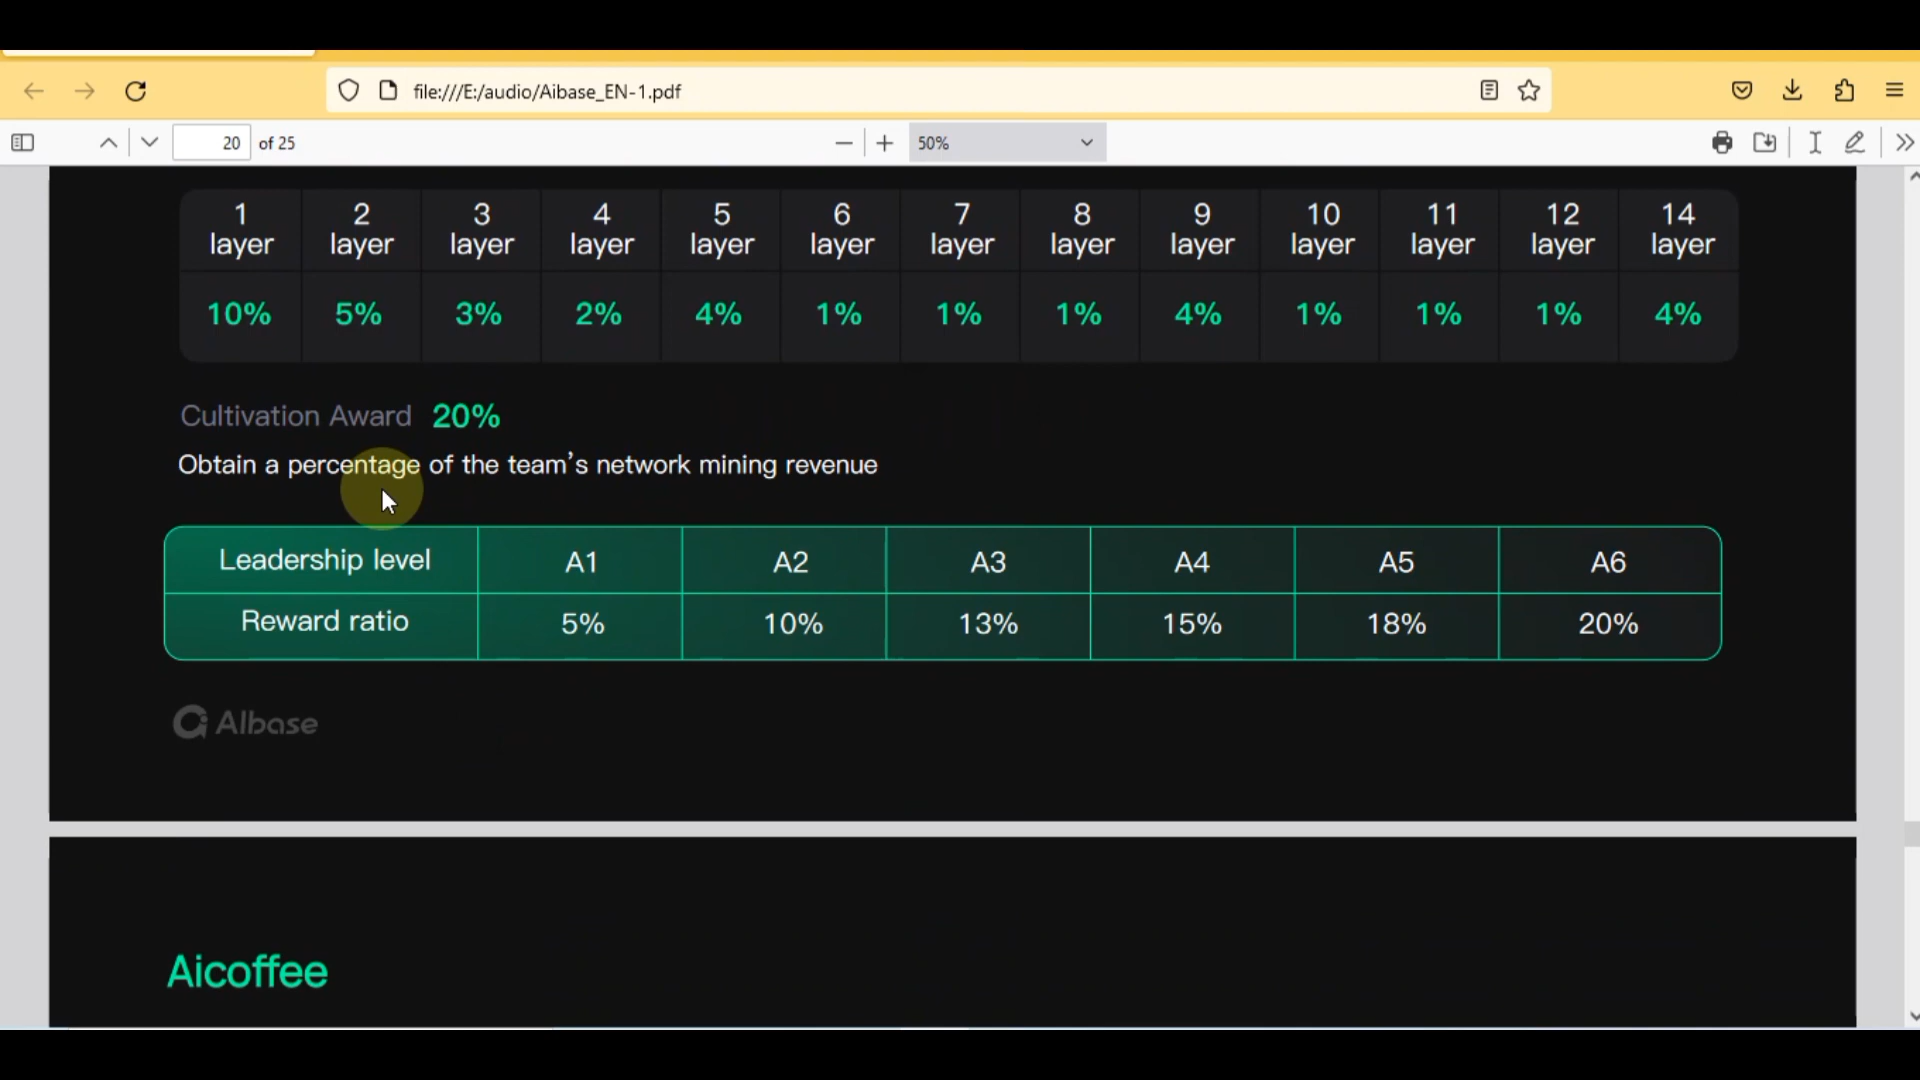 file:///E:/audio/Aibase_EN-1.pdf
20 of 25 50%
1 layer 2 layer 3 layer 4 layer 5 layer 6 layer 7 layer 8 layer 9 layer 10 layer 11 layer 12 layer 14 layer
10% 5% 3% 2% 4% 1% 1% 1% 4% 1% 1% 1% 4%
Cultivation Award 20%
Obtain a percentage of the team's network mining revenue
Leadership level A1 A2 A3 A4 A5 A6
Reward ratio 5% 10% 13% 15% 18% 20%
AIbase
Aicoffee